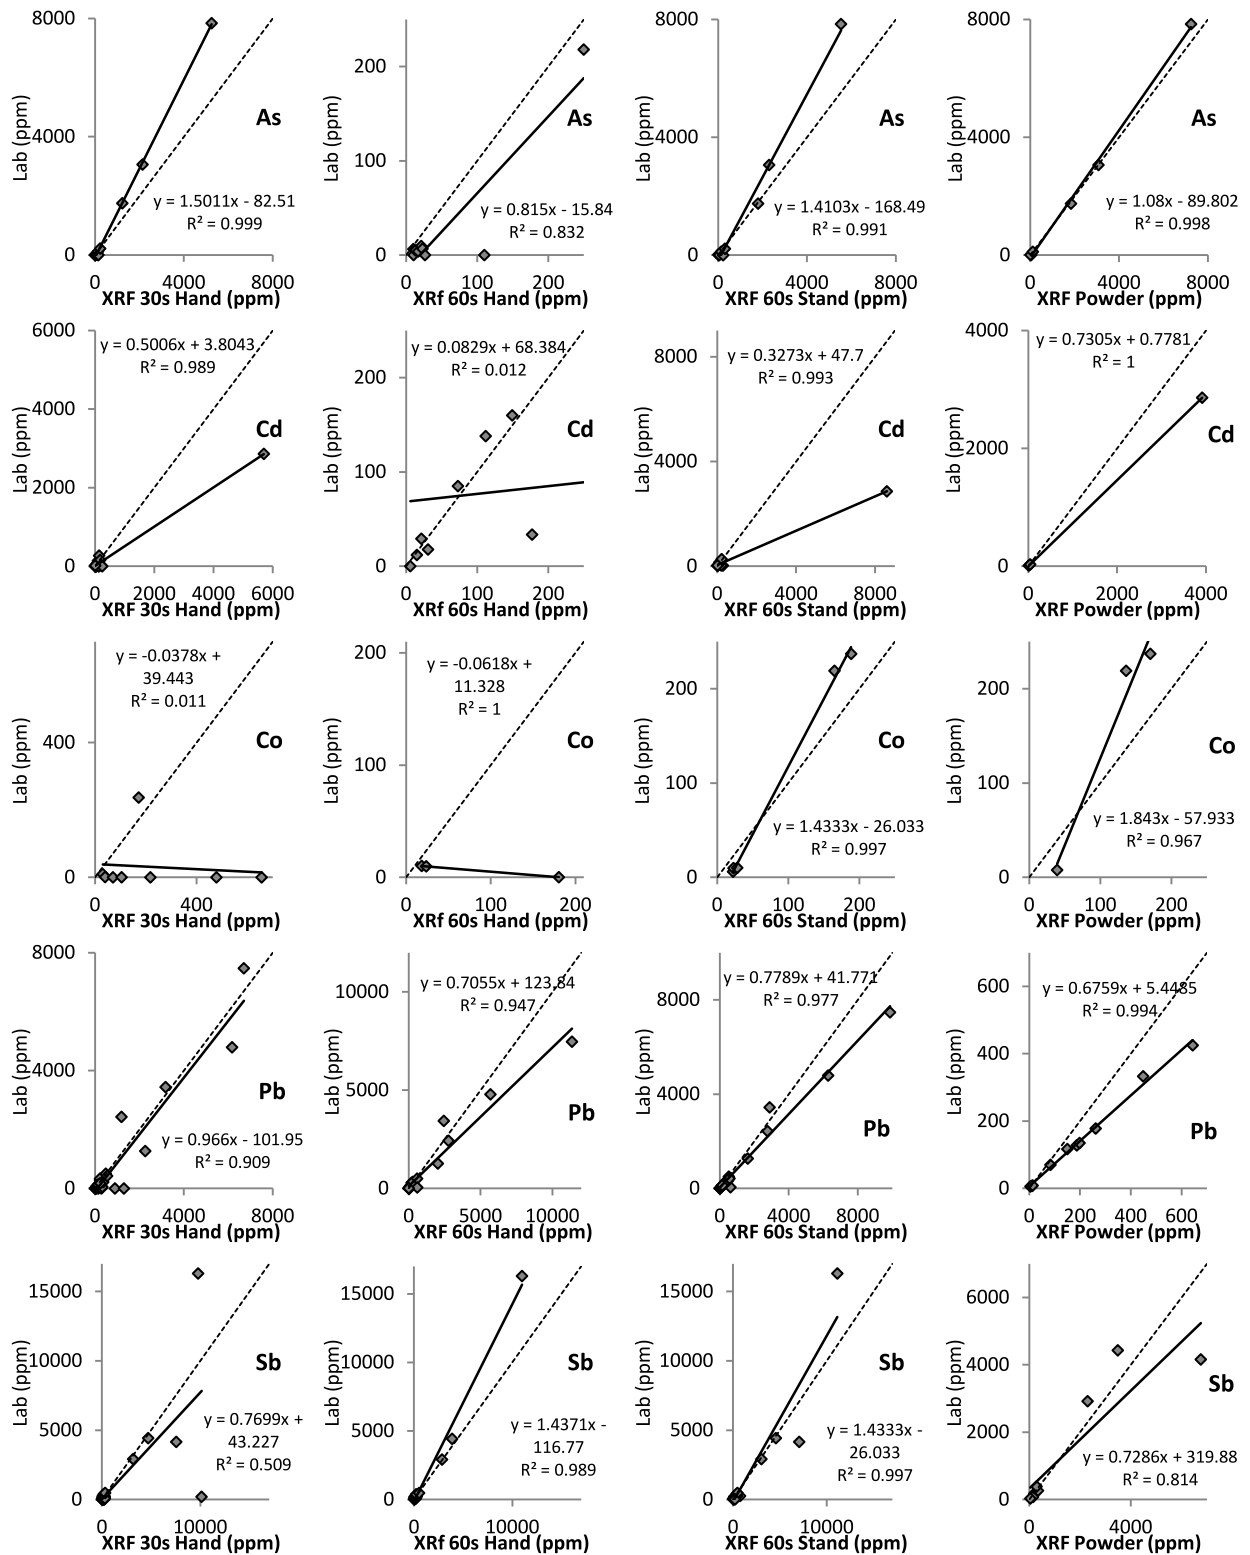 8000
4000
0
Lab (ppm)
As
y = 1.5011x - 82.51
R² = 0.999
0 4000 8000
XRF 30s Hand (ppm)
200
100
0
Lab (ppm)
As
y = 0.815x - 15.84
R² = 0.832
0 100 200
XRf 60s Hand (ppm)
8000
4000
0
Lab (ppm)
As
y = 1.4103x - 168.49
R² = 0.991
0 4000 8000
XRF 60s Stand (ppm)
8000
4000
0
Lab (ppm)
As
y = 1.08x - 89.802
R² = 0.998
0 4000 8000
XRF Powder (ppm)
6000
4000
2000
0
Lab (ppm)
y = 0.5006x + 3.8043
R² = 0.989
Cd
0 2000 4000 6000
XRF 30s Hand (ppm)
200
100
0
Lab (ppm)
y = 0.0829x + 68.384
R² = 0.012
Cd
0 100 200
XRf 60s Hand (ppm)
8000
4000
0
Lab (ppm)
y = 0.3273x + 47.7
R² = 0.993
Cd
0 4000 8000
XRF 60s Stand (ppm)
4000
2000
0
Lab (ppm)
y = 0.7305x + 0.7781
R² = 1
Cd
0 2000 4000
XRF Powder (ppm)
400
0
Lab (ppm)
y = -0.0378x +
39.443
R² = 0.011
Co
0 400
XRF 30s Hand (ppm)
200
100
0
Lab (ppm)
y = -0.0618x +
11.328
R² = 1
Co
0 100 200
XRf 60s Hand (ppm)
200
100
0
Lab (ppm)
Co
y = 1.4333x - 26.033
R² = 0.997
0 100 200
XRF 60s Stand (ppm)
200
100
0
Lab (ppm)
Co
y = 1.843x - 57.933
R² = 0.967
0 100 200
XRF Powder (ppm)
8000
4000
0
Lab (ppm)
Pb
y = 0.966x - 101.95
R² = 0.909
0 4000 8000
XRF 30s Hand (ppm)
10000
5000
0
Lab (ppm)
y = 0.7055x + 123.84
R² = 0.947
Pb
0 5000 10000
XRF 60s Hand (ppm)
8000
4000
0
Lab (ppm)
y = 0.7789x + 41.771
R² = 0.977
Pb
0 4000 8000
XRF 60s Stand (ppm)
600
400
200
0
Lab (ppm)
y = 0.6759x + 5.4485
R² = 0.994
Pb
0 200 400 600
XRF Powder (ppm)
15000
10000
5000
0
Lab (ppm)
Sb
y = 0.7699x +
43.227
R² = 0.509
0 10000
XRF 30s Hand (ppm)
15000
10000
5000
0
Lab (ppm)
Sb
y = 1.4371x -
116.77
R² = 0.989
0 10000
XRf 60s Hand (ppm)
15000
10000
5000
0
Lab (ppm)
Sb
y = 1.4333x -
26.033
R² = 0.997
0 10000
XRF 60s Stand (ppm)
6000
4000
2000
0
Lab (ppm)
Sb
y = 0.7286x + 319.88
R² = 0.814
0 4000
XRF Powder (ppm)